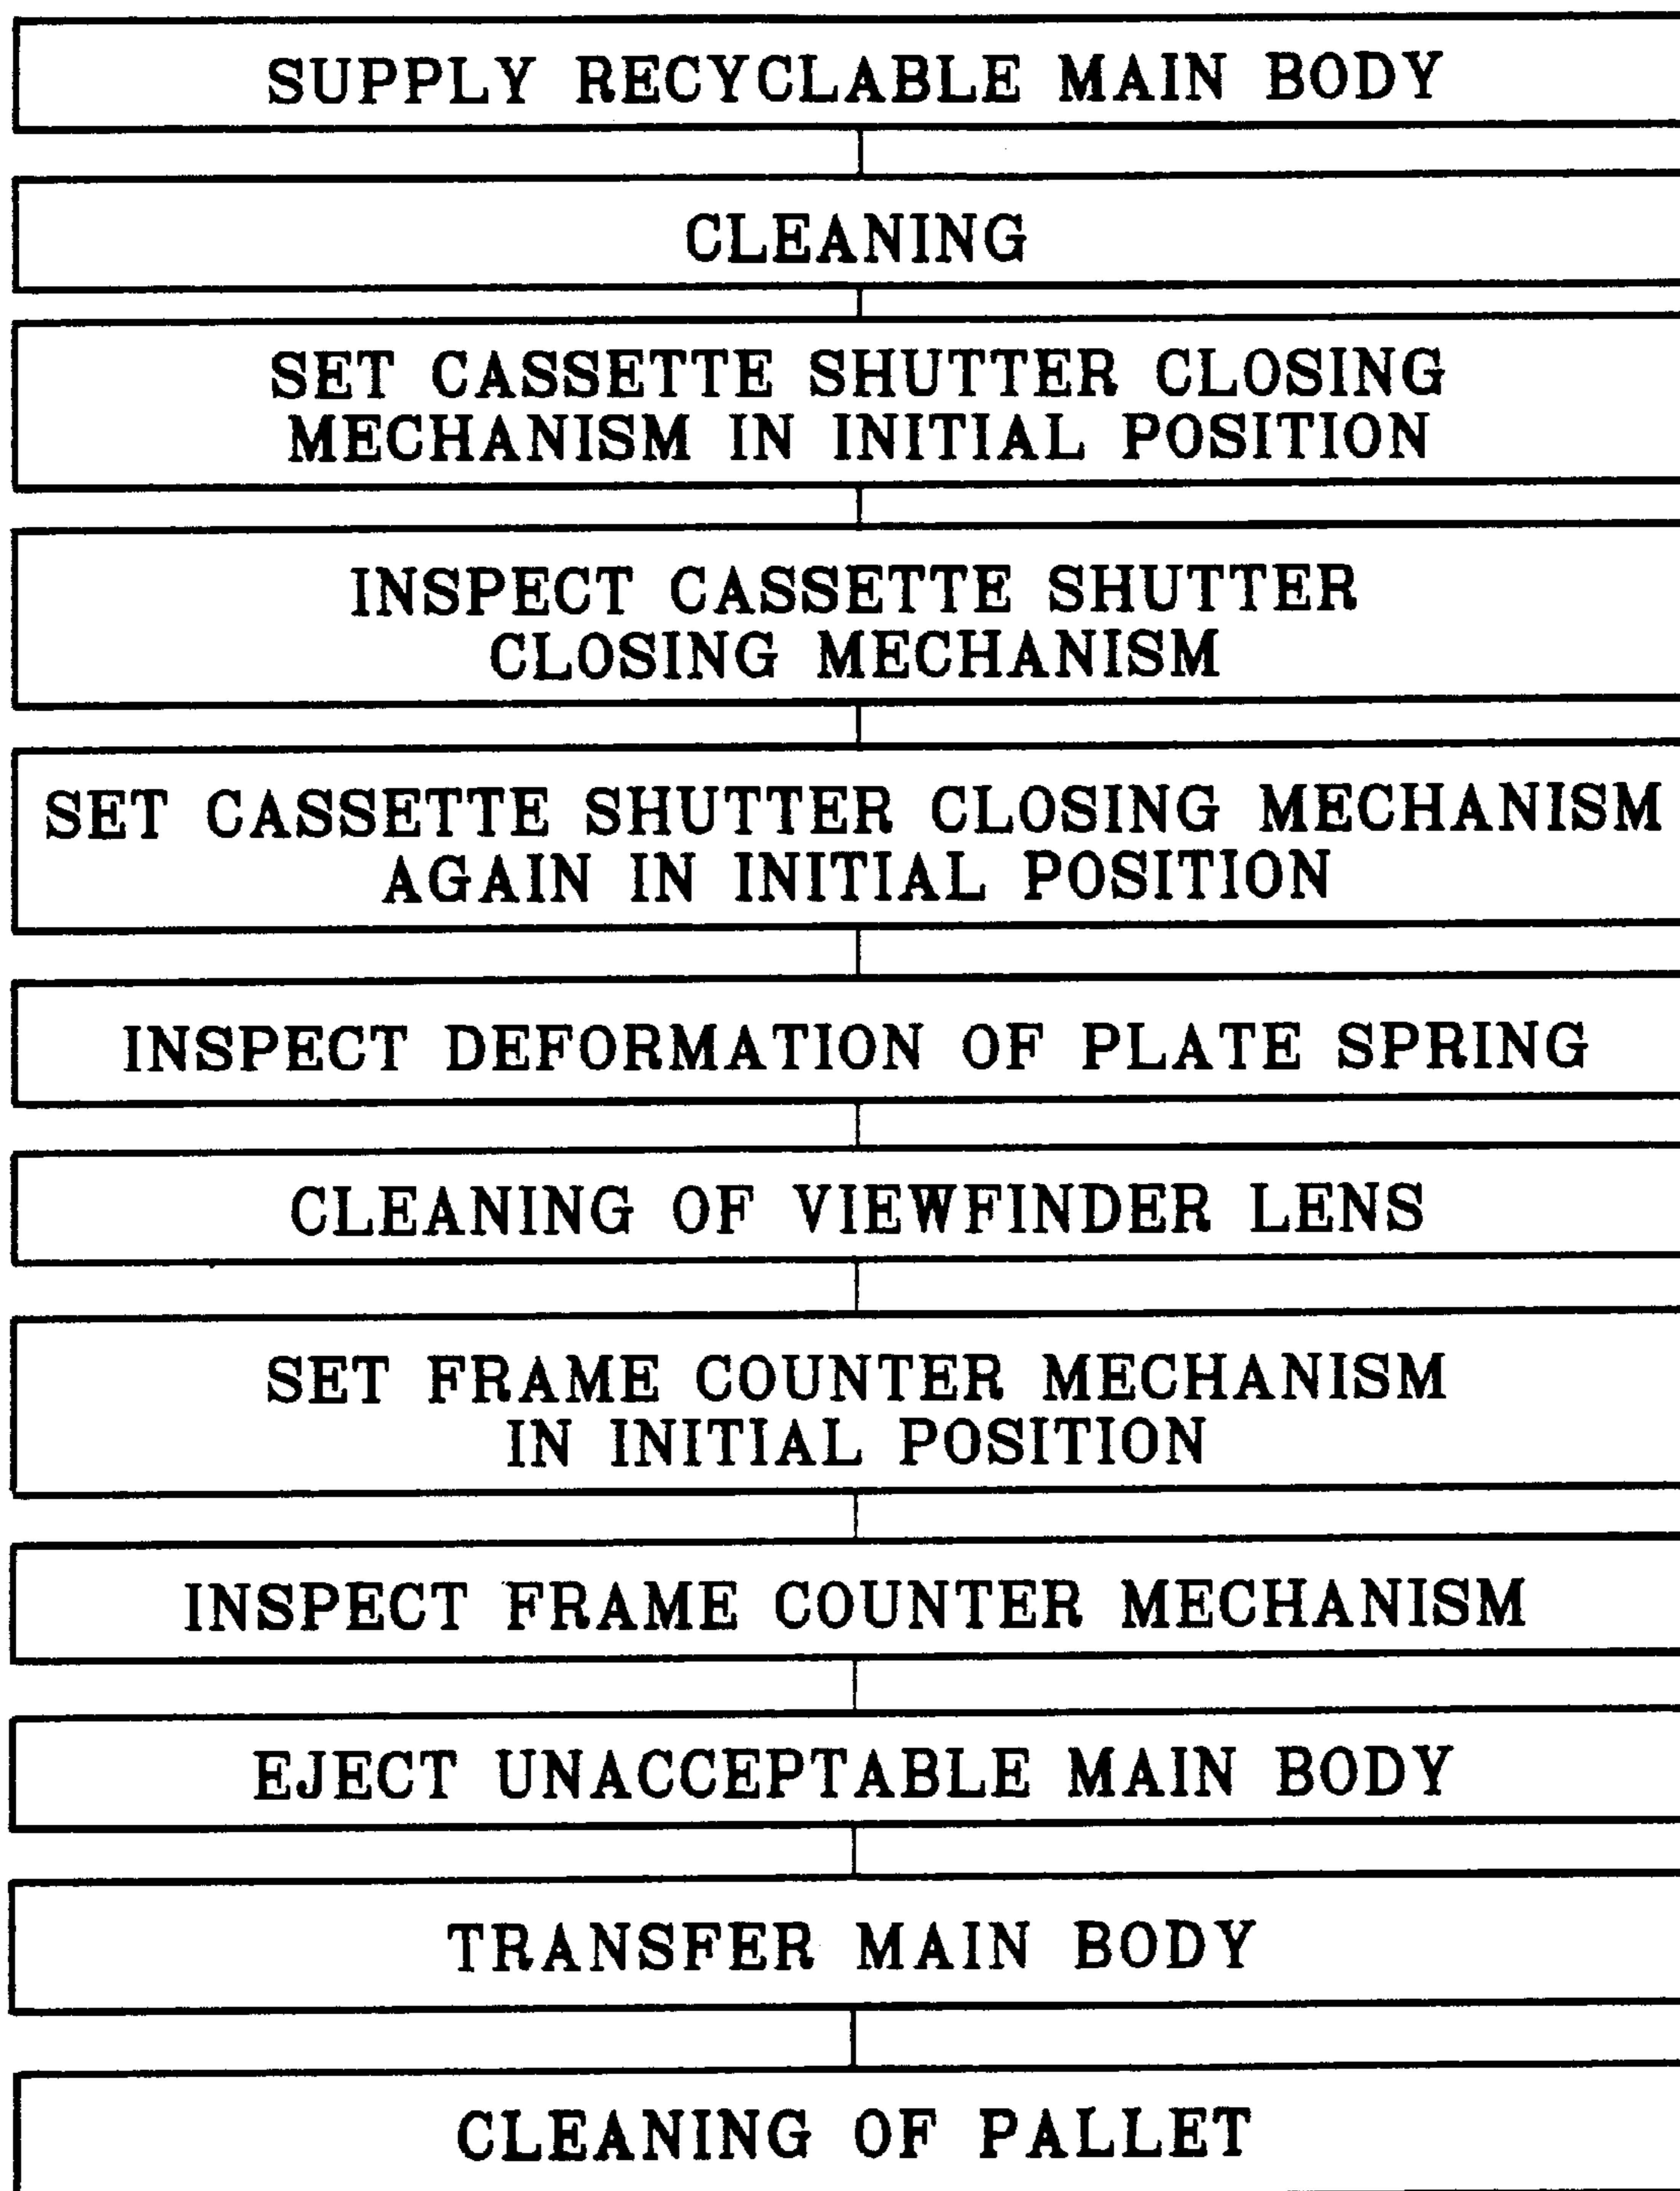 SUPPLY RECYCLABLE MAIN BODY
CLEANING
SET CASSETTE SHUTTER CLOSING
MECHANISM IN INITIAL POSITION
INSPECT CASSETTE SHUTTER
CLOSING MECHANISM
SET CASSETTE SHUTTER CLOSING MECHANISM
AGAIN IN INITIAL POSITION
INSPECT DEFORMATION OF PLATE SPRING
CLEANING OF VIEWFINDER LENS
SET FRAME COUNTER MECHANISM
IN INITIAL POSITION
INSPECT FRAME COUNTER MECHANISM
EJECT UNACCEPTABLE MAIN BODY
TRANSFER MAIN BODY
CLEANING OF PALLET